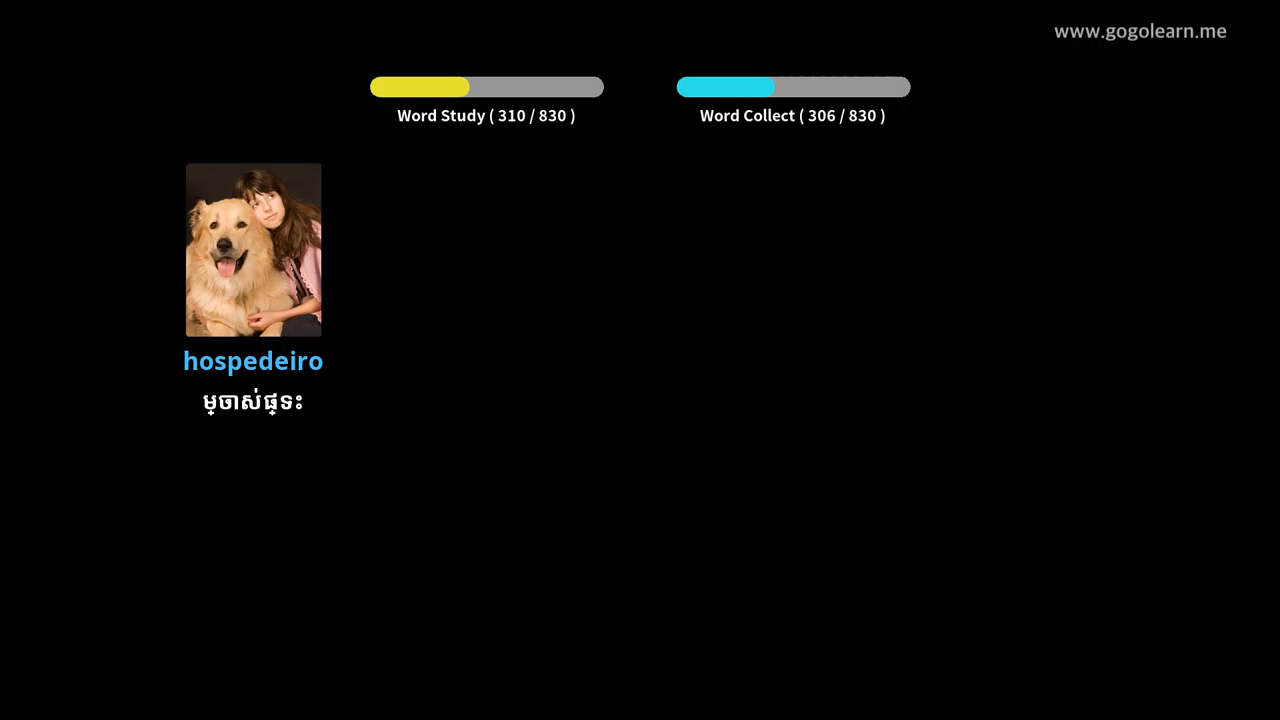 www.gogolearn.me
Word Study ( 310 / 830 )
Word Collect ( 306 / 830 )
hospedeiro
ម្ចាស់ផ្ទះ